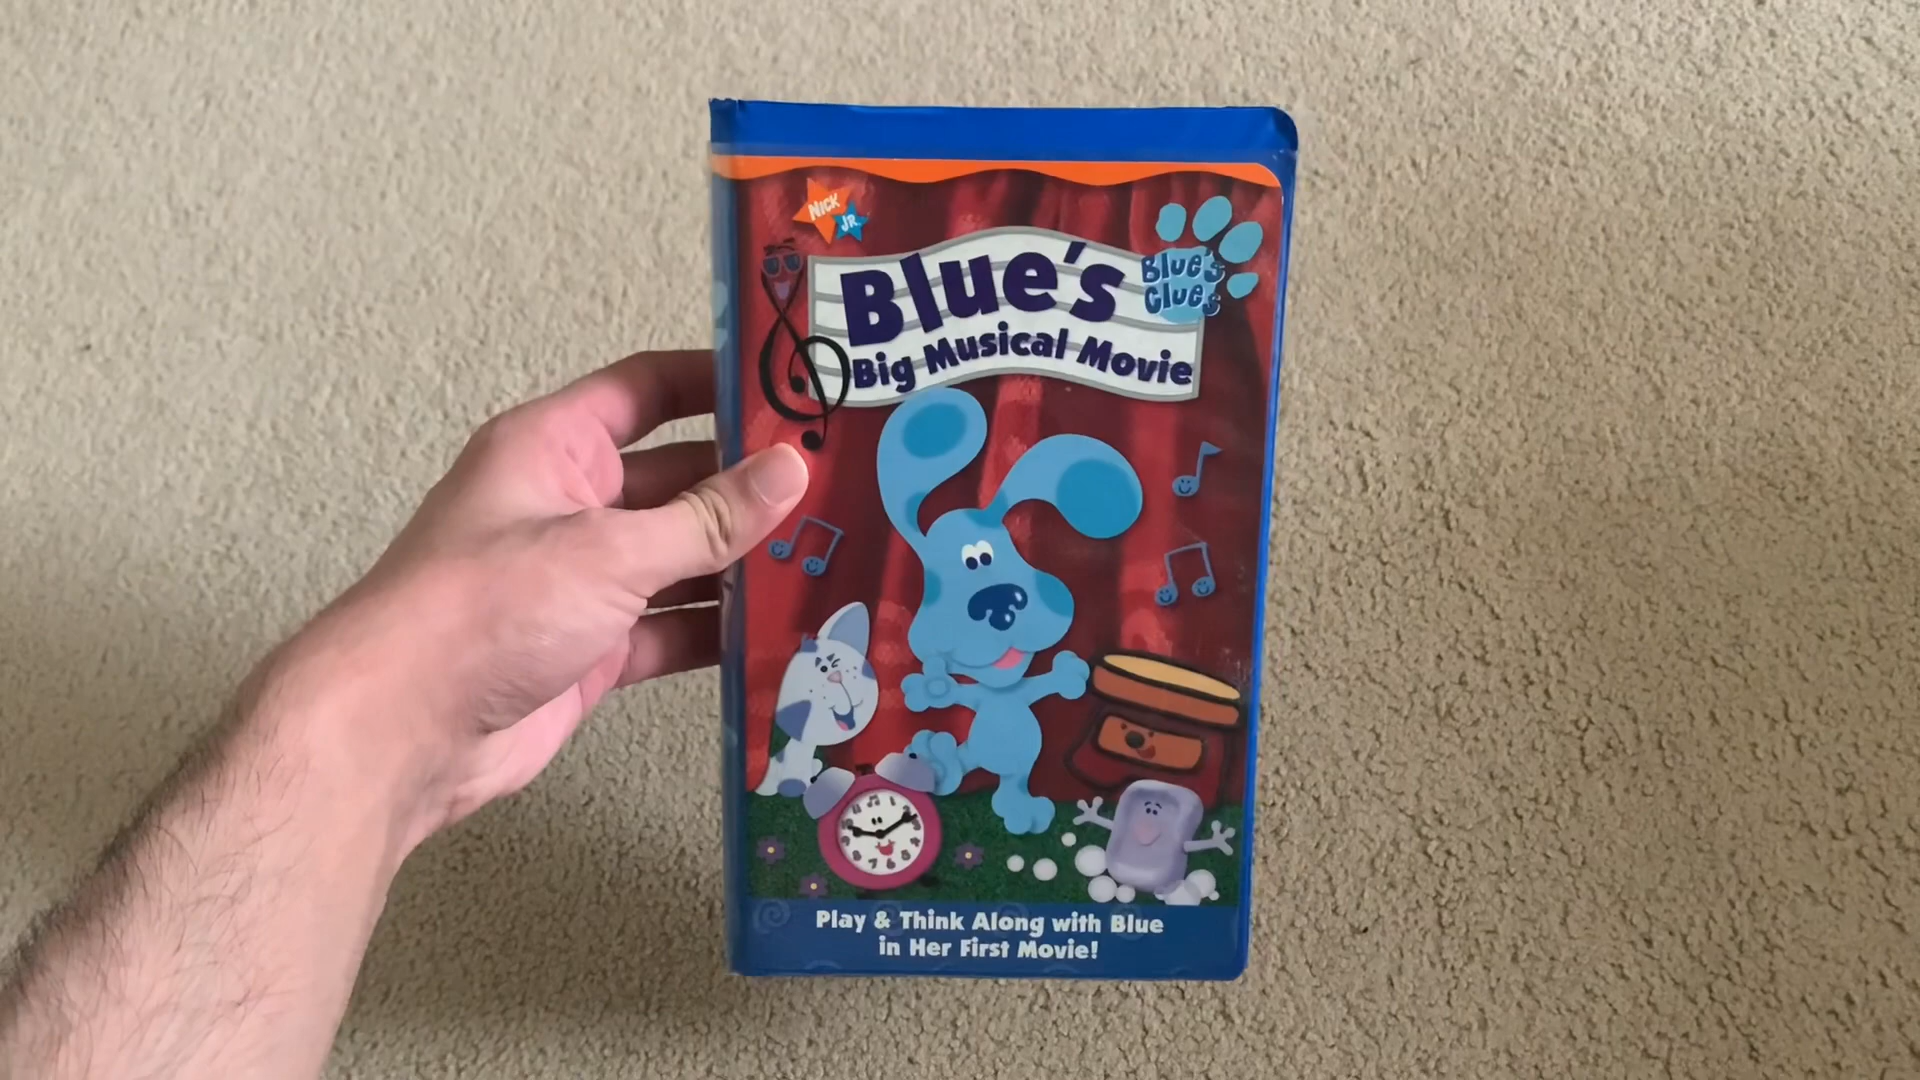 NICK
JR.
Blue's
Clues
Blue's
Big Musical Movie
Play & Think Along with Blue
in Her First Movie!